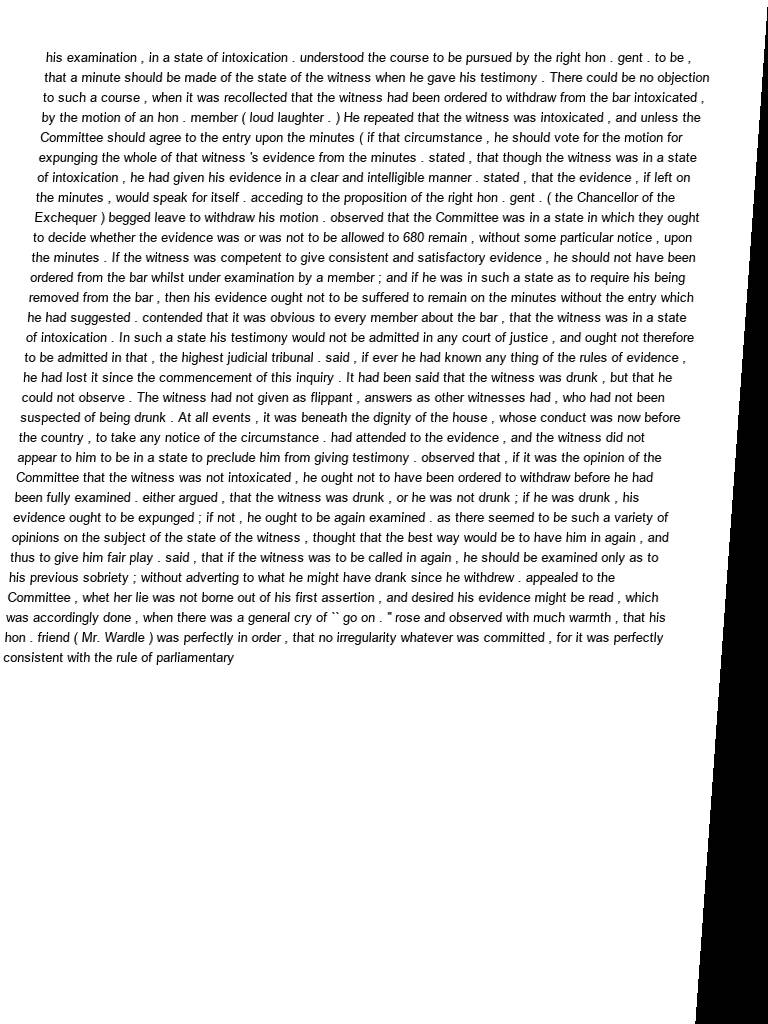 his examination , in a state of intoxication . understood the course to be pursued by the right hon . gent . to be ,
that a minute should be made of the state of the witness when he gave his testimony . There could be no objection
to such a course , when it was recollected that the witness had been ordered to withdraw from the bar intoxicated ,
by the motion of an hon . member ( loud laughter . ) He repeated that the witness was intoxicated , and unless the
Committee should agree to the entry upon the minutes ( if that circumstance , he should vote for the motion for
expunging the whole of that witness 's evidence from the minutes . stated , that though the witness was in a state
of intoxication , he had given his evidence in a clear and intelligible manner . stated , that the evidence , if left on
the minutes , would speak for itself . acceding to the proposition of the right hon . gent . ( the Chancellor of the
Exchequer ) begged leave to withdraw his motion . observed that the Committee was in a state in which they ought
to decide whether the evidence was or was not to be allowed to 680 remain , without some particular notice , upon
the minutes . If the witness was competent to give consistent and satisfactory evidence , he should not have been
ordered from the bar whilst under examination by a member ; and if he was in such a state as to require his being
removed from the bar , then his evidence ought not to be suffered to remain on the minutes without the entry which
he had suggested . contended that it was obvious to every member about the bar , that the witness was in a state
of intoxication . In such a state his testimony would not be admitted in any court of justice , and ought not therefore
to be admitted in that , the highest judicial tribunal . said , if ever he had known any thing of the rules of evidence ,
he had lost it since the commencement of this inquiry . It had been said that the witness was drunk , but that he
could not observe . The witness had not given as flippant , answers as other witnesses had , who had not been
suspected of being drunk . At all events , it was beneath the dignity of the house , whose conduct was now before
the country , to take any notice of the circumstance . had attended to the evidence , and the witness did not
appear to him to be in a state to preclude him from giving testimony . observed that , if it was the opinion of the
Committee that the witness was not intoxicated , he ought not to have been ordered to withdraw before he had
been fully examined . either argued , that the witness was drunk , or he was not drunk ; if he was drunk , his
evidence ought to be expunged ; if not , he ought to be again examined . as there seemed to be such a variety of
opinions on the subject of the state of the witness , thought that the best way would be to have him in again , and
thus to give him fair play . said , that if the witness was to be called in again , he should be examined only as to
his previous sobriety ; without adverting to what he might have drank since he withdrew . appealed to the
Committee , whet her lie was not borne out of his first assertion , and desired his evidence might be read , which
was accordingly done , when there was a general cry of `` go on . " rose and observed with much warmth , that his
hon . friend ( Mr. Wardle ) was perfectly in order , that no irregularity whatever was committed , for it was perfectly
consistent with the rule of parliamentary